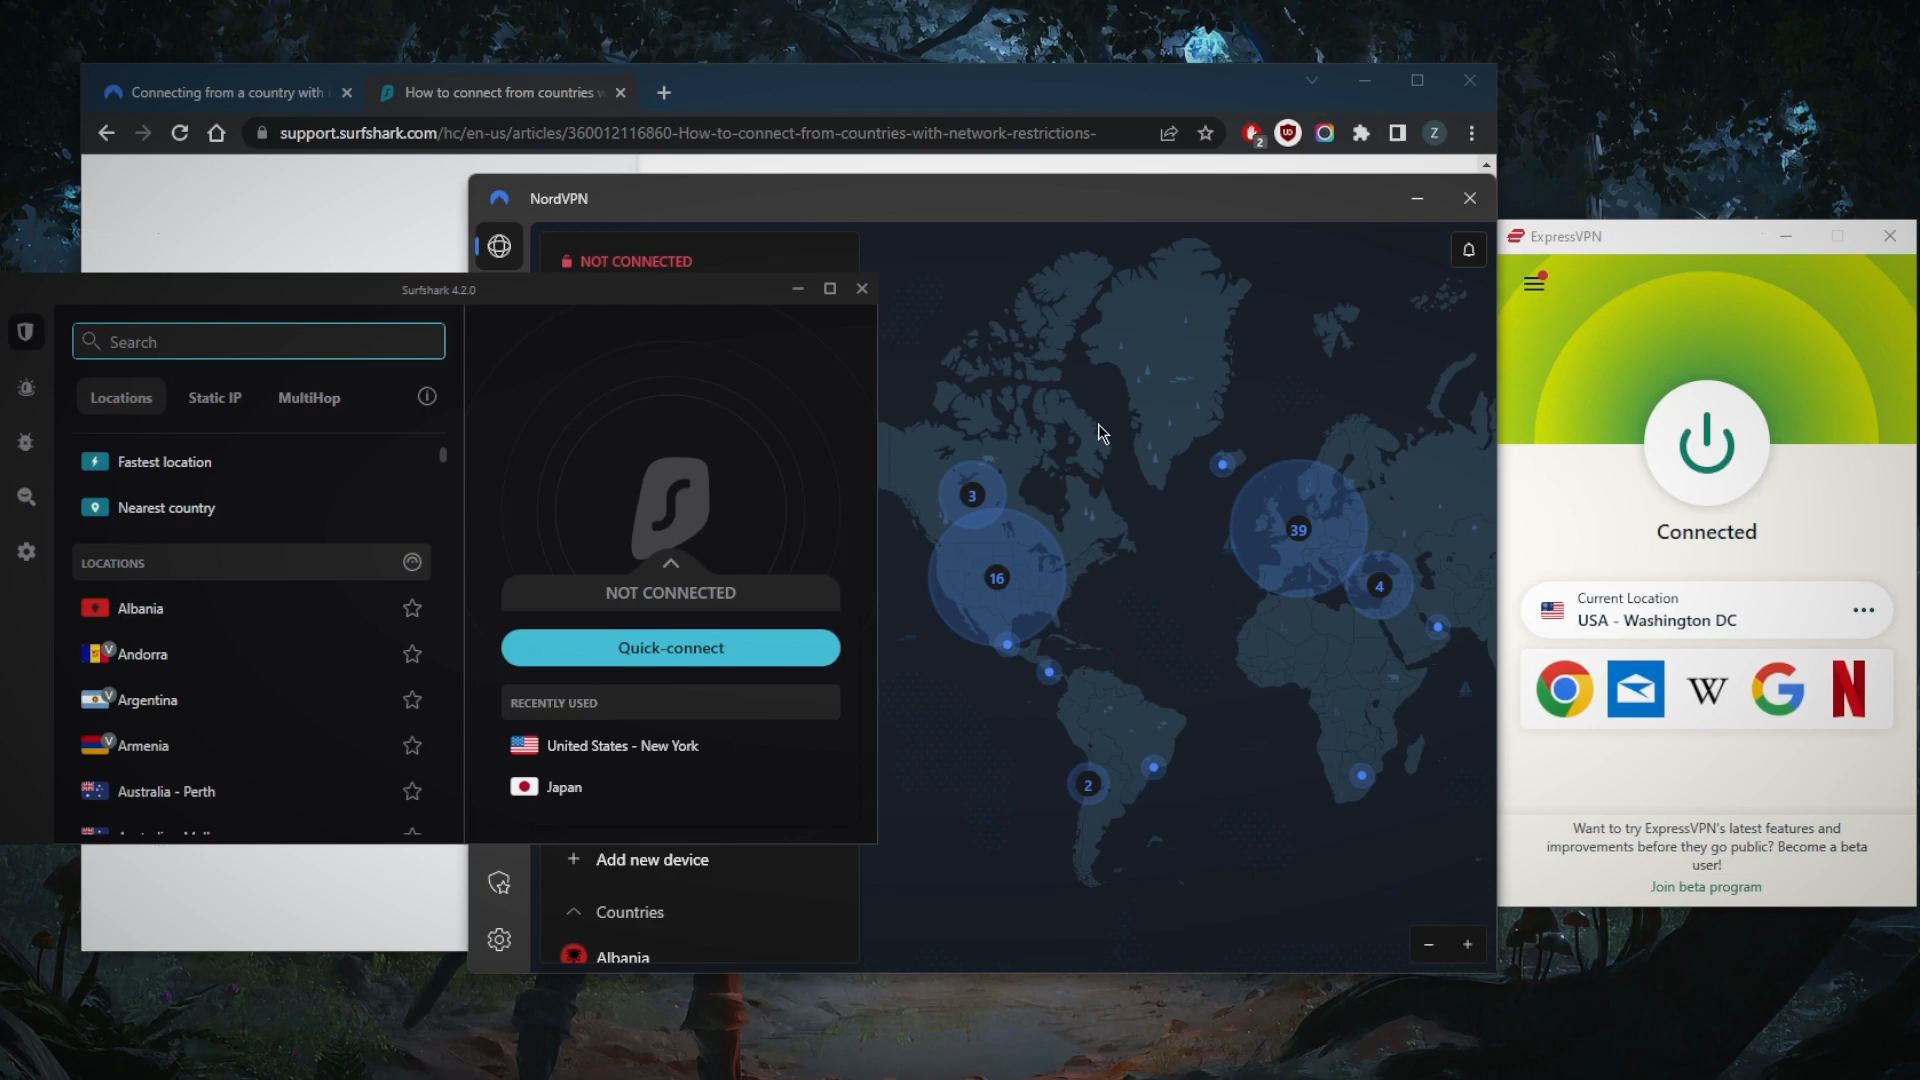 Connecting from a country with
How to connect from countries w
support.surfshark.com/hc/en-us/articles/360012116860-How-to-connect-from-countries-with-network-restrictions-
2
Z
NordVPN
NOT CONNECTED
3
16
39
4
2
Add new device
Countries
Albania
Surfshark 4.2.0
Search
Locations
Static IP
MultiHop
Fastest location
Nearest country
LOCATIONS
Albania
V Andorra
V Argentina
V Armenia
Australia - Perth
NOT CONNECTED
Quick-connect
RECENTLY USED
United States - New York
Japan
ExpressVPN
Connected
Current Location
USA - Washington DC
W
G
N
Want to try ExpressVPN's latest features and
improvements before they go public? Become a beta
user!
Join beta program